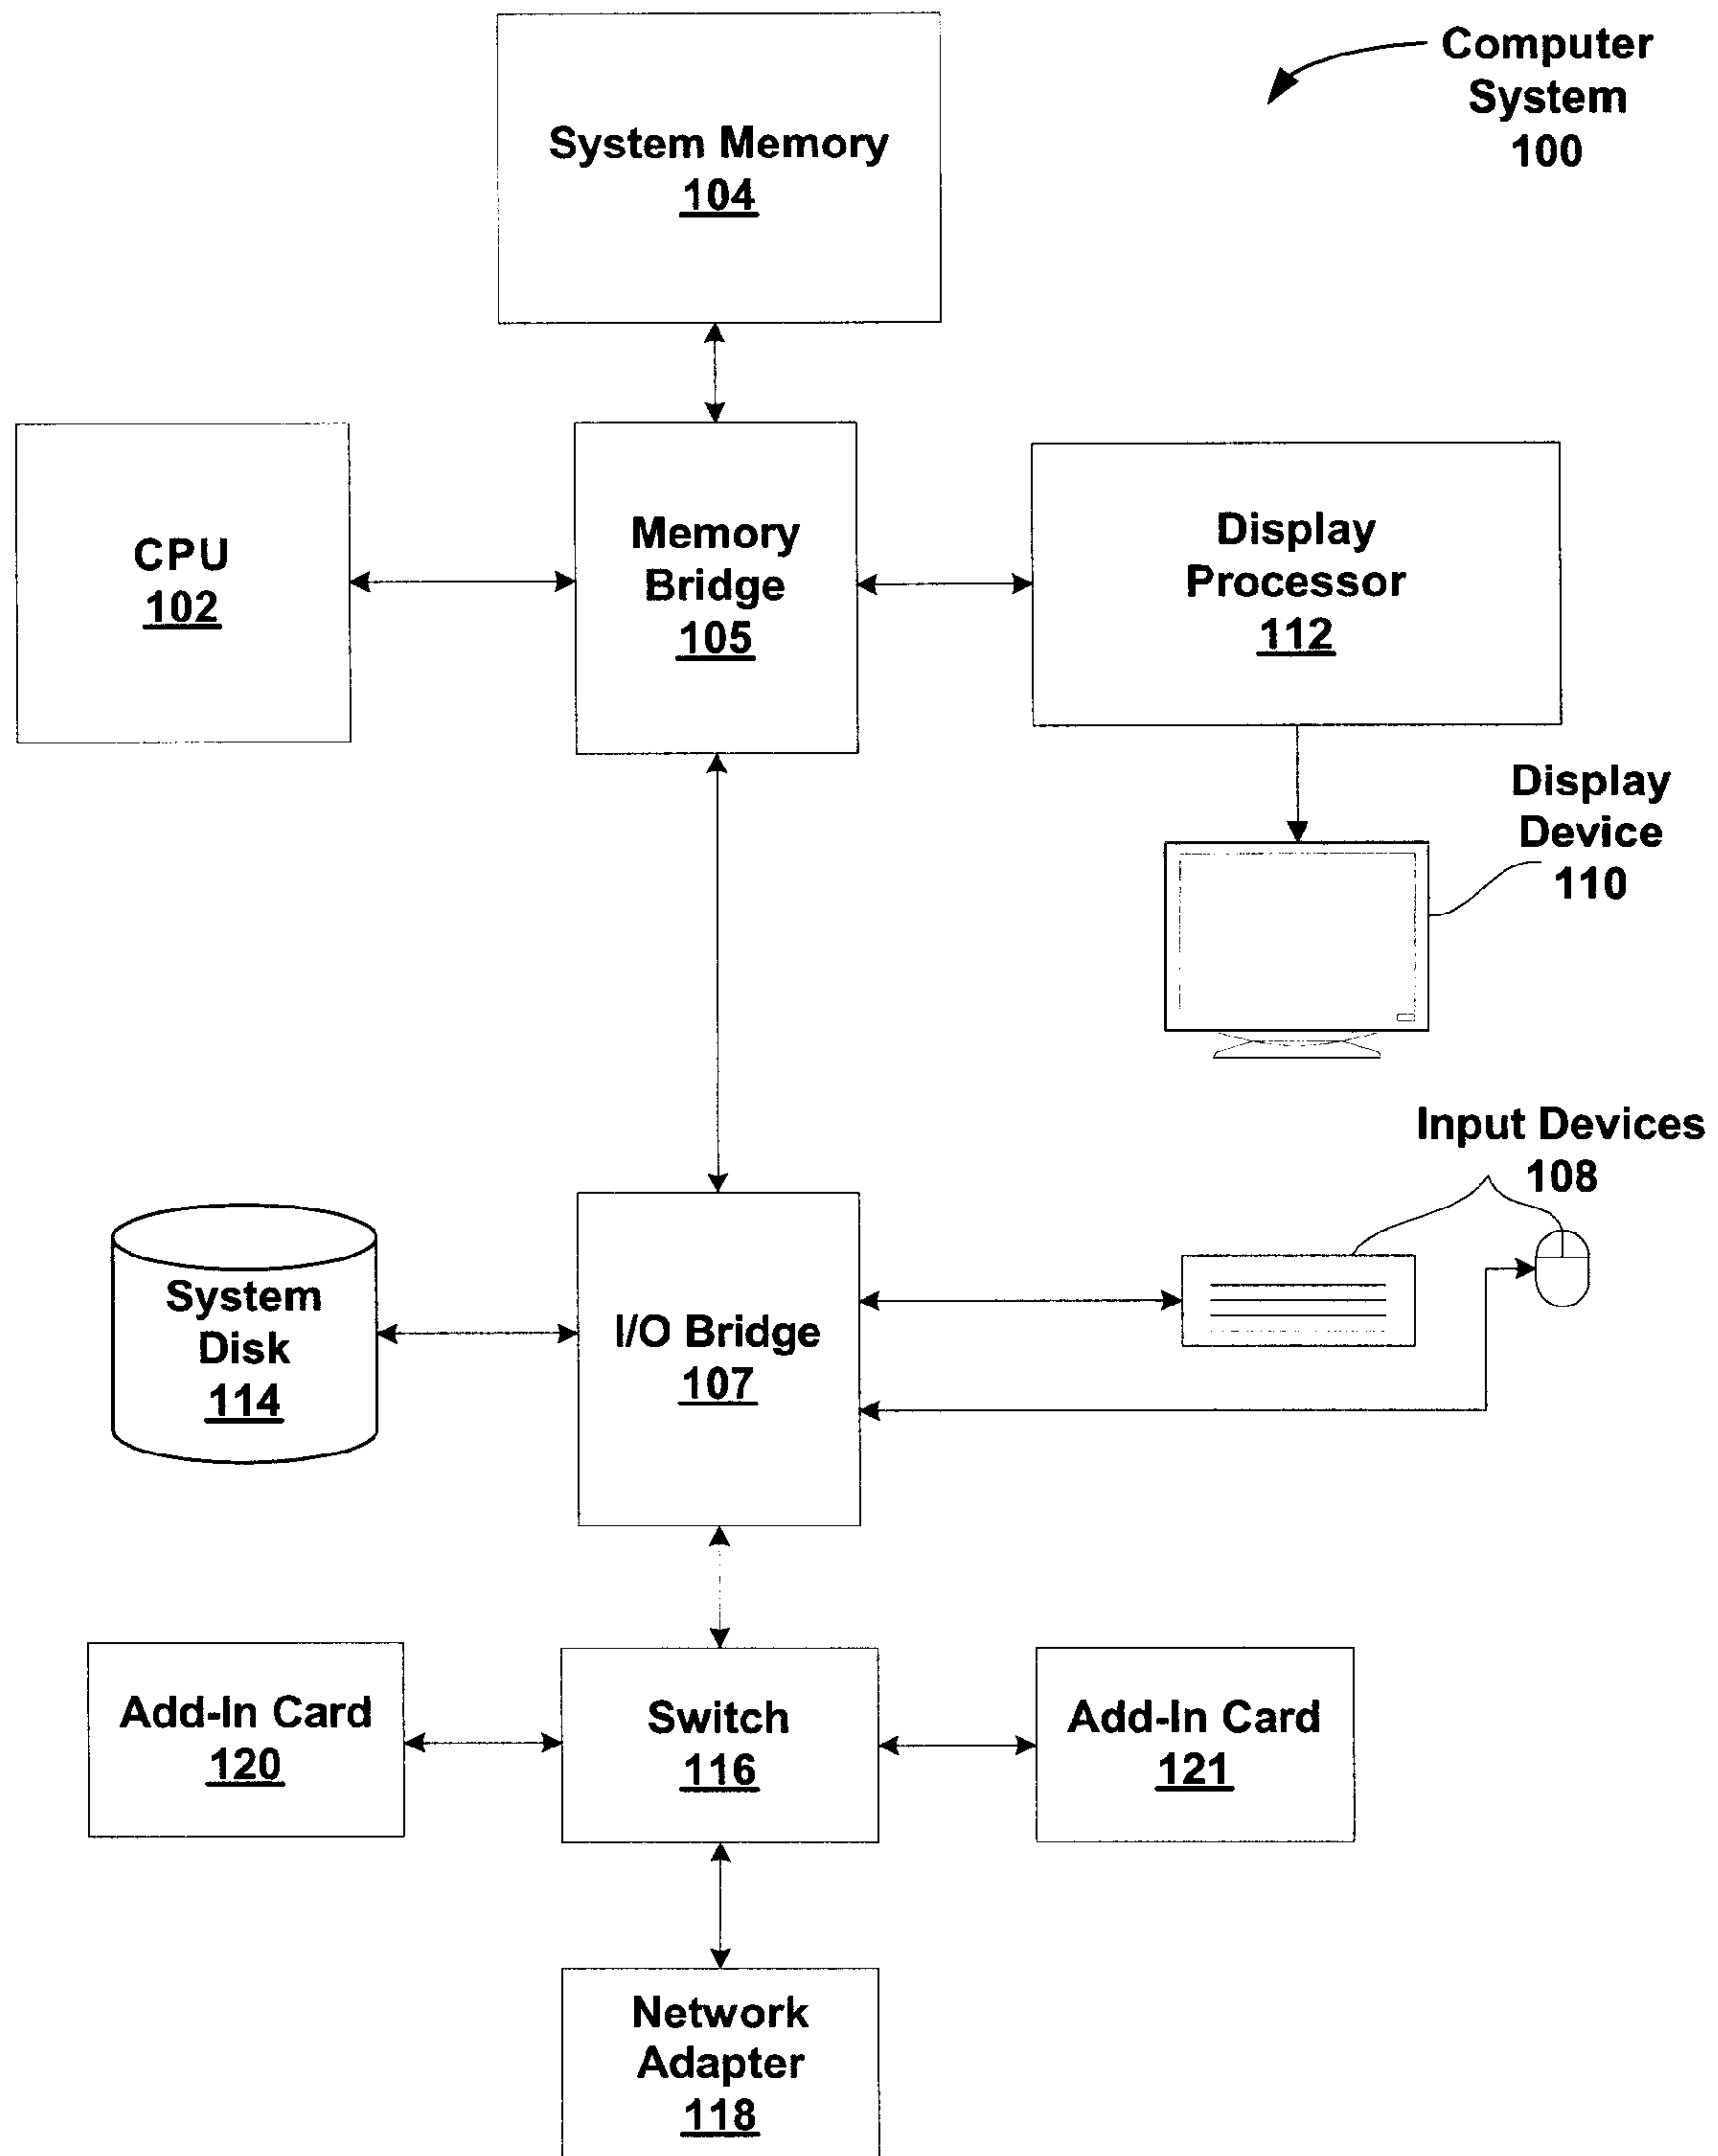 Computer
System
100
System Memory
104
CPU
102
Memory
Bridge
105
Display
Processor
112
Display
Device
110
Input Devices
108
System
Disk
114
I/O Bridge
107
Add-In Card
120
Switch
116
Add-In Card
121
Network
Adapter
118